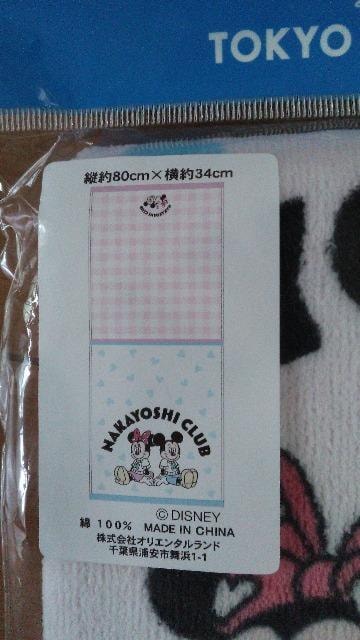 TOKYO
縦約80cm×横約34cm
NAKAYOSHI CLUB
© DISNEY
綿 100% MADE IN CHINA
株式会社オリエンタルランド
千葉県浦安市舞浜1-1